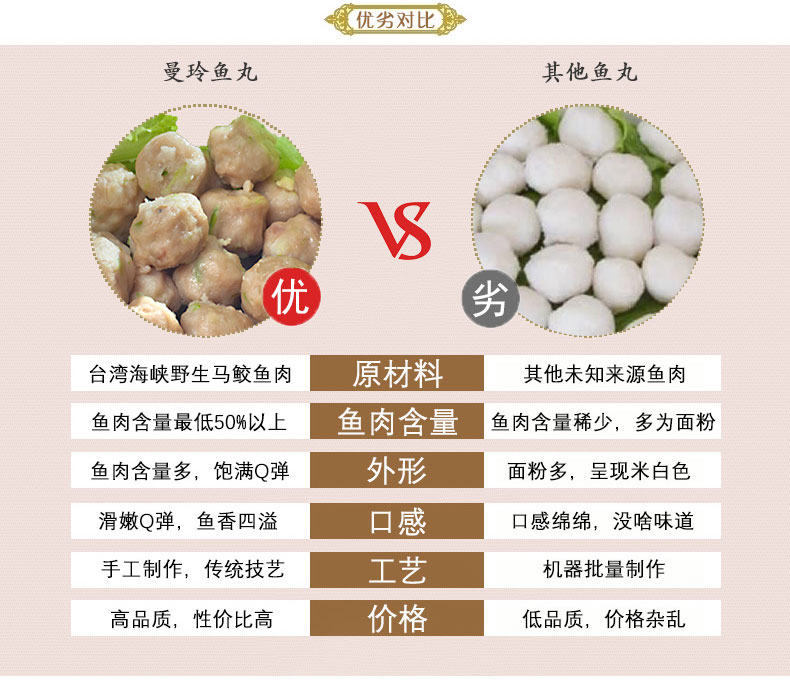 优劣对比
曼玲鱼丸
其他鱼丸
VS
优
劣
台湾海峡野生马鲛鱼肉 原材料 其他未知来源鱼肉
鱼肉含量最低50%以上 鱼肉含量 鱼肉含量稀少，多为面粉
鱼肉含量多，饱满Q弹 外形 面粉多，呈现米白色
滑嫩Q弹，鱼香四溢 口感 口感绵绵，没啥味道
手工制作，传统技艺 工艺 机器批量制作
高品质，性价比高 价格 低品质，价格杂乱